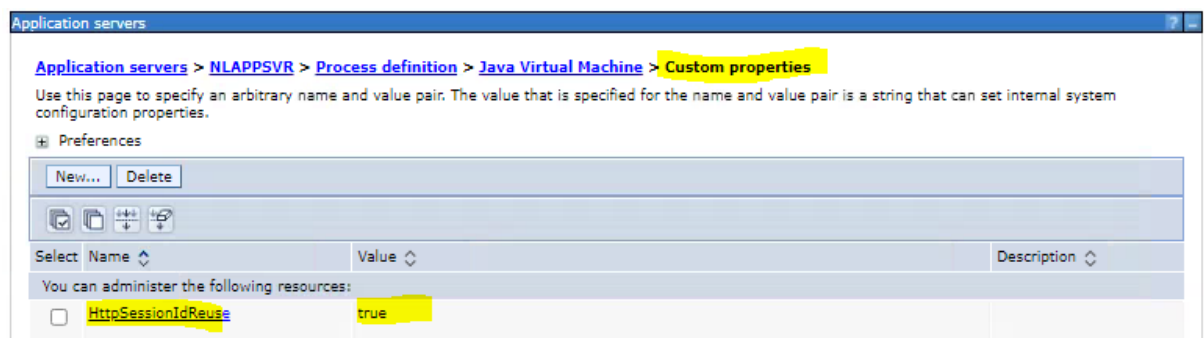 Application servers ? -
Application servers > NLAPPSVR > Process definition > Java Virtual Machine > Custom properties
Use this page to specify an arbitrary name and value pair. The value that is specified for the name and value pair is a string that can set internal system
configuration properties.
+ Preferences
New... Delete
Select Name Value Description
You can administer the following resources:
HttpSessionIdReuse true